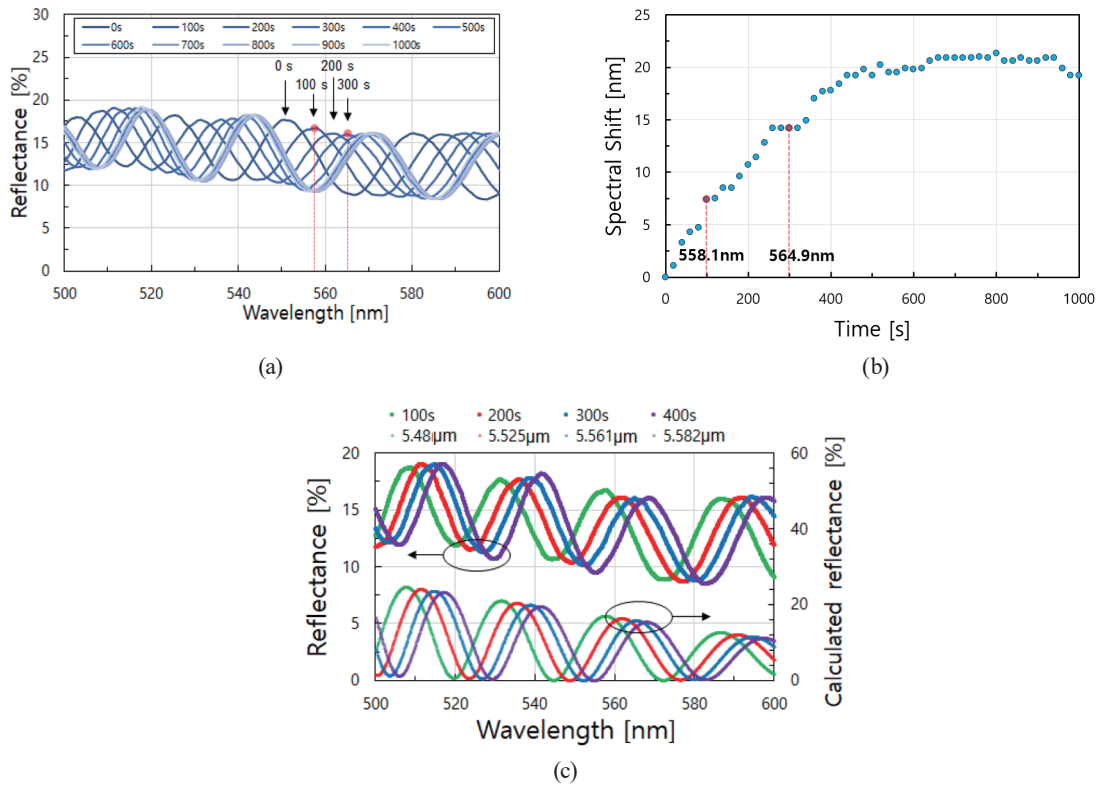 30
25
20
15
10
5
0
Reflectance [%]
0s 100s 200s 300s 400s 500s
600s 700s 800s 900s 1000s
0 s 200 s
100 s 300 s
500 520 540 560 580 600
Wavelength [nm]
(a)
25
20
15
10
5
0
Spectral Shift [nm]
558.1nm 564.9nm
0 200 400 600 800 1000
Time [s]
(b)
100s 200s 300s 400s
5.48µm 5.525µm 5.561µm 5.582µm
20
15
10
5
0
Reflectance [%]
60
40
20
0
Calculated reflectance [%]
500 520 540 560 580 600
Wavelength [nm]
(c)